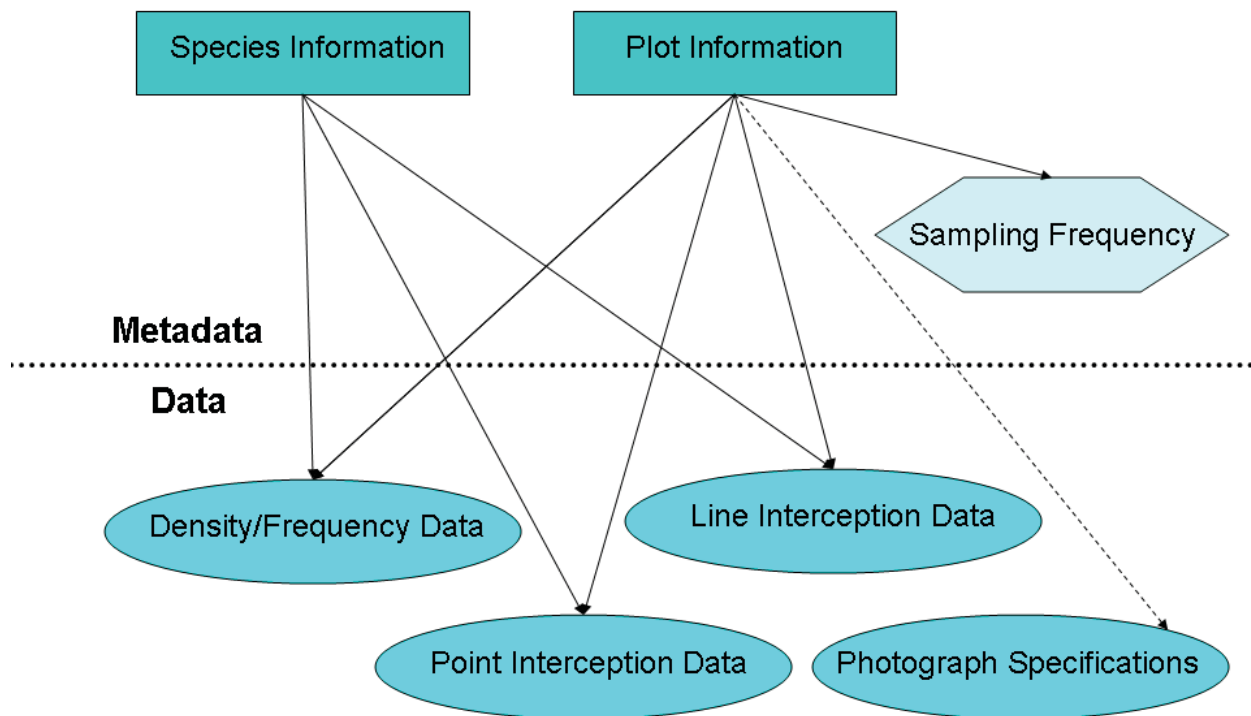 Species Information
Plot Information
Sampling Frequency
Metadata
Data
Density/Frequency Data
Line Interception Data
Point Interception Data
Photograph Specifications